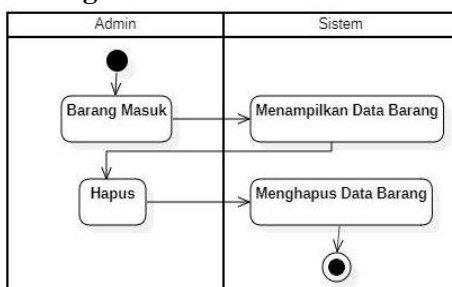 Admin
Sistem
Barang Masuk
Menampilkan Data Barang
Hapus
Menghapus Data Barang